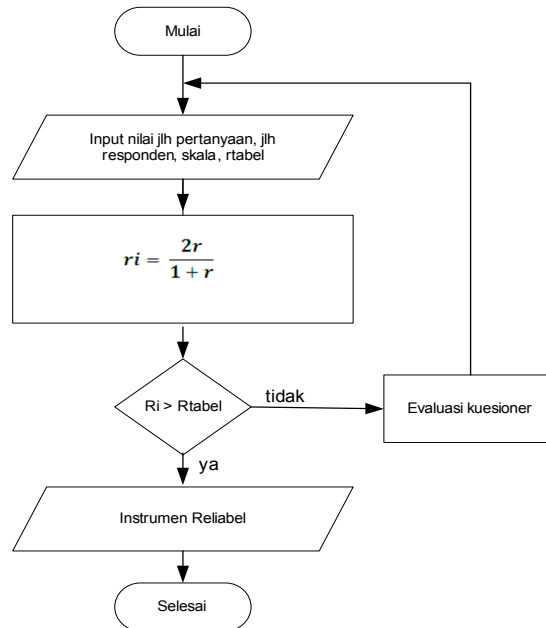 Mulai
Input nilai jlh pertanyaan, jlh
responden, skala, rtabel
ri = 2r / 1 + r
Ri > Rtabel
tidak
Evaluasi kuesioner
ya
Instrumen Reliabel
Selesai